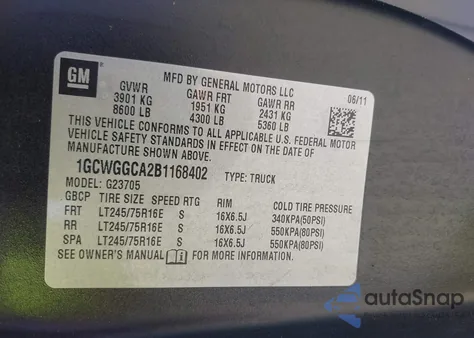 GM
MFD BY GENERAL MOTORS LLC
GVWR GAWR FRT GAWR RR 06/11
3901 KG 1951 KG 2431 KG
8600 LB 4300 LB 5360 LB
THIS VEHICLE CONFORMS TO ALL APPLICABLE U.S. FEDERAL MOTOR
VEHICLE SAFETY STANDARDS IN EFFECT ON THE DATE OF
MANUFACTURE SHOWN ABOVE.
1GCWGGCA2B1168402 TYPE: TRUCK
MODEL: G23705
GBCP TIRE SIZE SPEED RTG RIM COLD TIRE PRESSURE
FRT LT245/75R16E S 16X6.5J 340KPA(50PSI)
RR LT245/75R16E S 16X6.5J 550KPA(80PSI)
SPA LT245/75R16E S 16X6.5J 550KPA(80PSI)
SEE OWNER'S MANUAL FOR MORE INFORMATION.
autoSnap